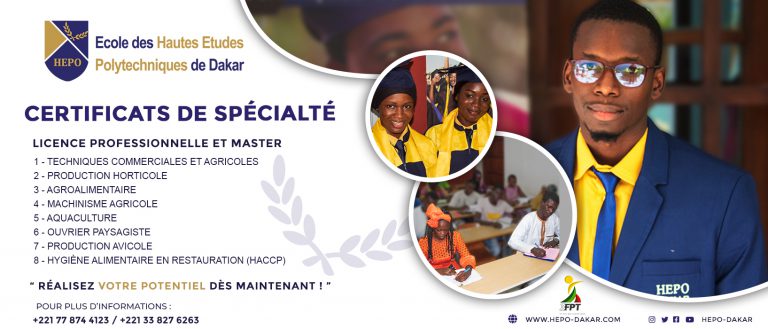 HEPO
Ecole des Hautes Etudes
Polytechniques de Dakar
CERTIFICATS DE SPÉCIALTÉ
LICENCE PROFESSIONNELLE ET MASTER
1 - TECHNIQUES COMMERCIALES ET AGRICOLES
2 - PRODUCTION HORTICOLE
3 - AGROALIMENTAIRE
4 - MACHINISME AGRICOLE
5 - AQUACULTURE
6 - OUVRIER PAYSAGISTE
7 - PRODUCTION AVICOLE
8 - HYGIÈNE ALIMENTAIRE EN RESTAURATION (HACCP)
" RÉALISEZ VOTRE POTENTIEL DÈS MAINTENANT ! "
POUR PLUS D'INFORMATIONS :
+221 77 874 4123 / +221 33 827 6263
HEPO
FPT
WWW.HEPO-DAKAR.COM
HEPO-DAKAR